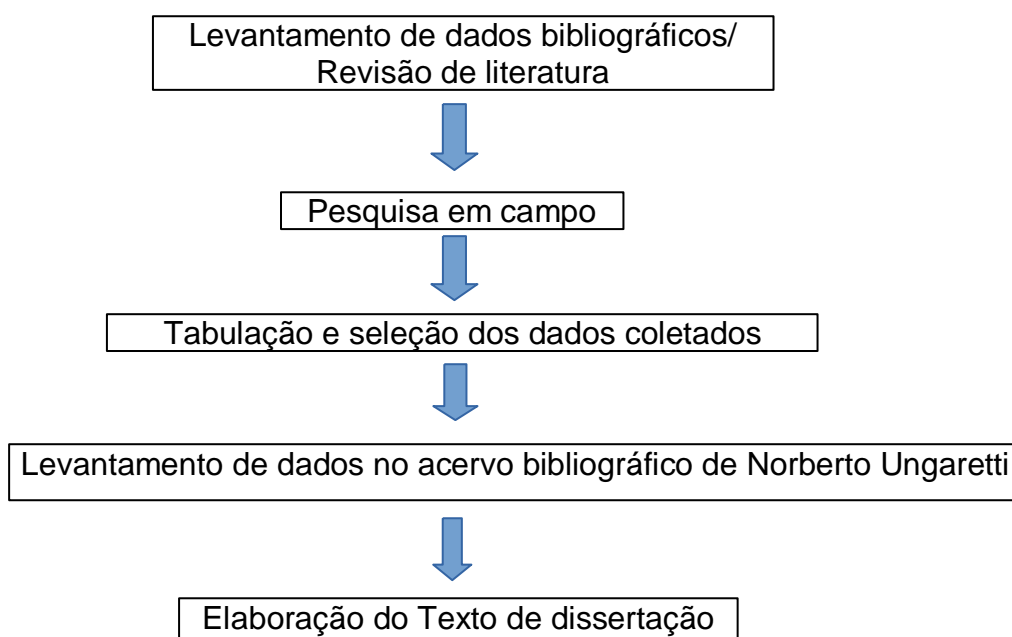 Levantamento de dados bibliográficos/
Revisão de literatura
Pesquisa em campo
Tabulação e seleção dos dados coletados
Levantamento de dados no acervo bibliográfico de Norberto Ungaretti
Elaboração do Texto de dissertação